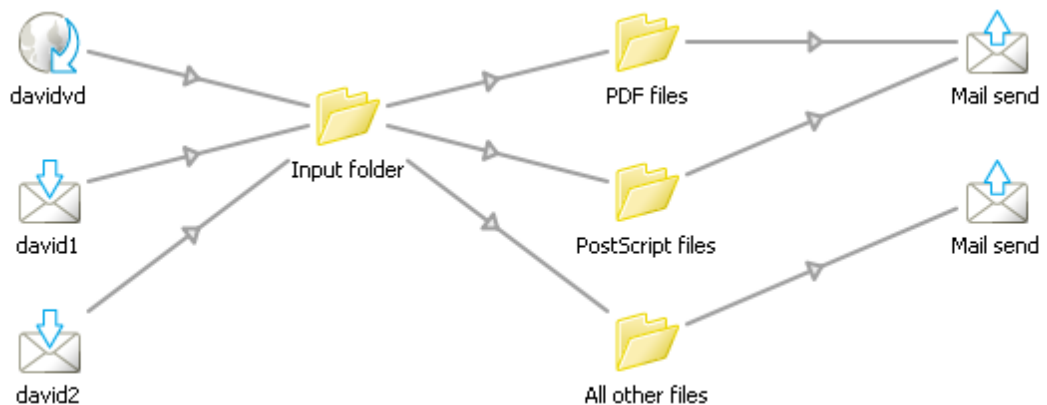 davidvd
PDF files
Mail send
Input folder
david1
PostScript files
Mail send
david2
All other files